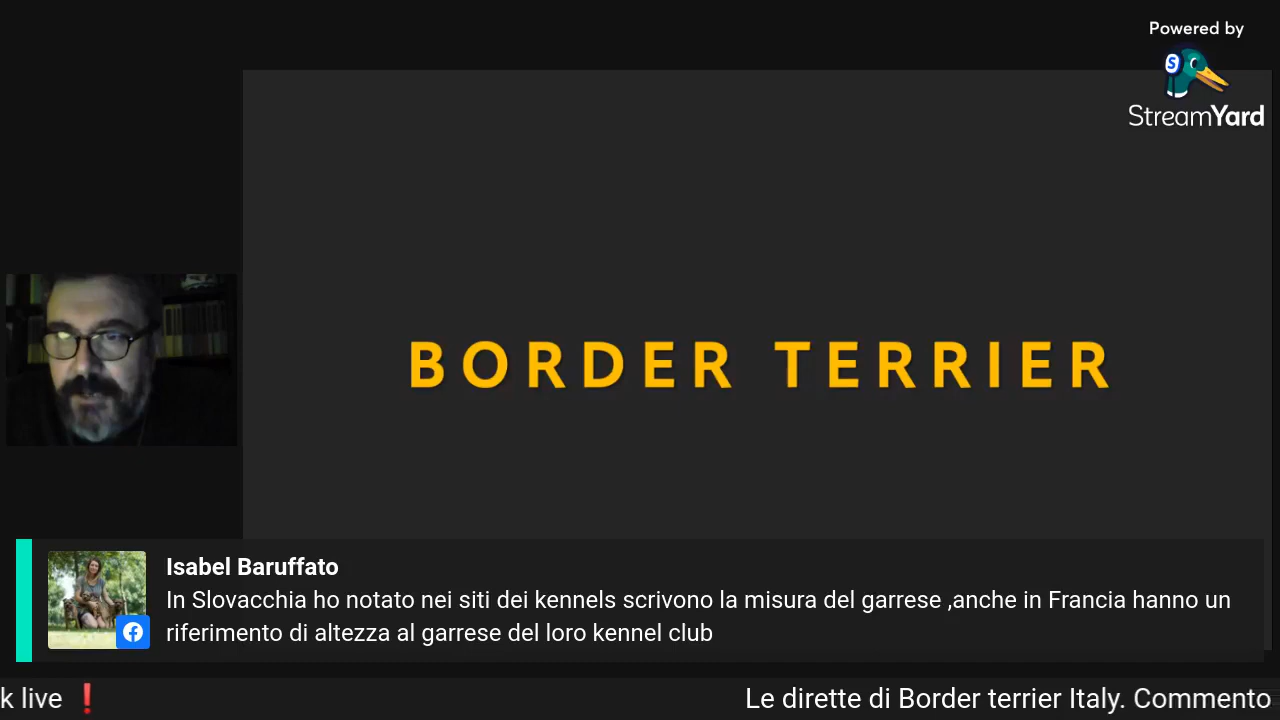 Powered by
StreamYard
BORDER TERRIER
Isabel Baruffato
In Slovacchia ho notato nei siti dei kennels scrivono la misura del garrese ,anche in Francia hanno un
riferimento di altezza al garrese del loro kennel club
k live ❗ Le dirette di Border terrier Italy. Commento